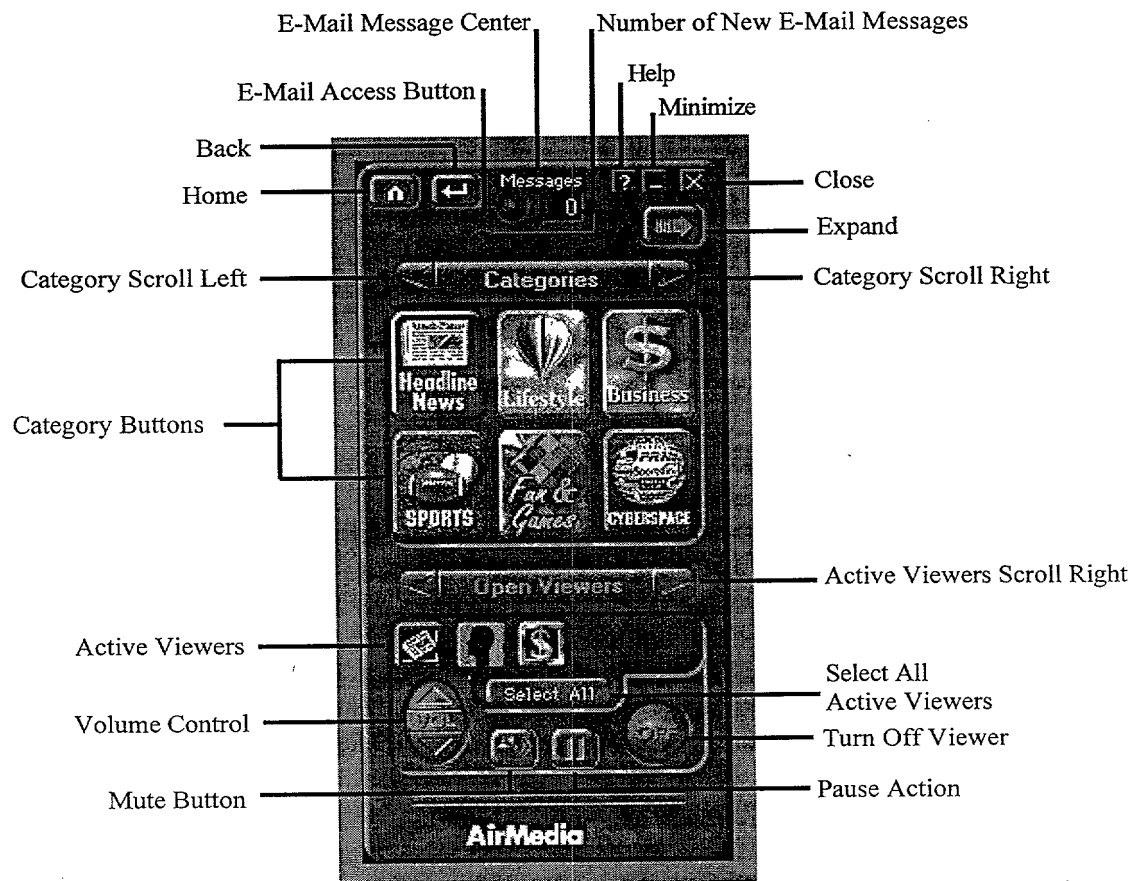 E-Mail Message Center
Number of New E-Mail Messages
E-Mail Access Button
Help
Minimize
Back
Home
Close
Expand
Messages
?
0
Category Scroll Left
Categories
Category Scroll Right
Category Buttons
Headline
News
Lifestyle
$
Business
SPORTS
Fun &
Games
CYBERSPACE
Open Viewers
Active Viewers Scroll Right
Active Viewers
$
Select All
Select All
Active Viewers
Volume Control
VOL
Off
Turn Off Viewer
Mute Button
Pause Action
AirMedia